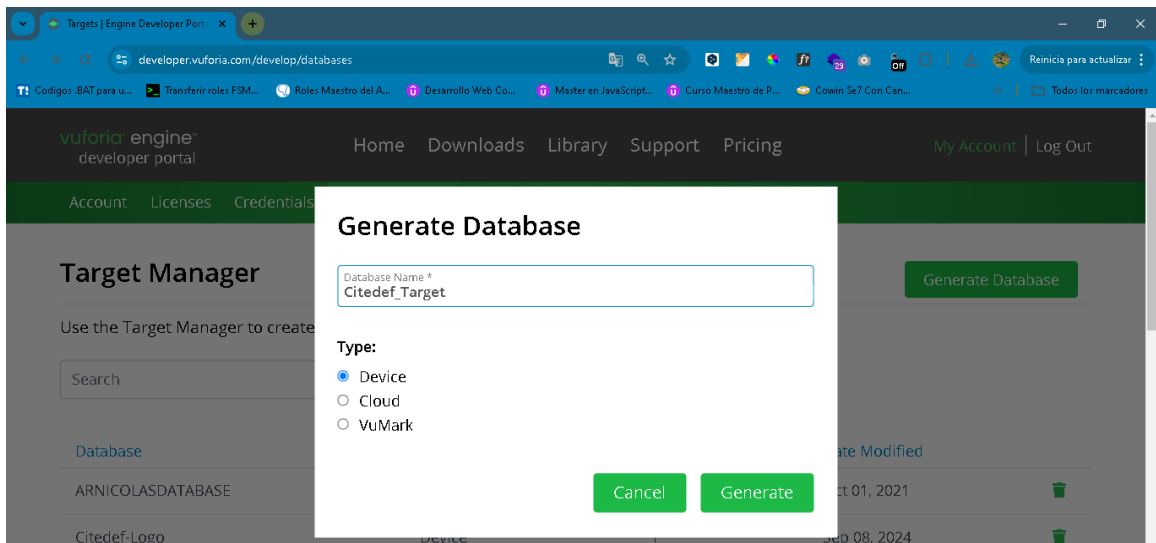 Targets | Engine Developer Port
developer.vuforia.com/develop/databases
Reinicia para actualizar
Codigos .BAT para u...
Transferir roles FSM...
Roles Maestro del A...
Desarrollo Web Co...
Master en JavaScript...
Curso Maestro de P...
Cowin Se7 Con Can...
Todos los marcadores
29
Off
vuforia engine™
developer portal
Home Downloads Library Support Pricing
My Account | Log Out
Account Licenses Credentials
Generate Database
Database Name *
Citedef_Target
Target Manager
Generate Database
Use the Target Manager to create
Type:
Search
Device
Cloud
VuMark
Database
ate Modified
ARNICOLASDATABASE
Cancel
Generate
ct 01, 2021
Citedef-Logo
Device
Sep 08, 2024